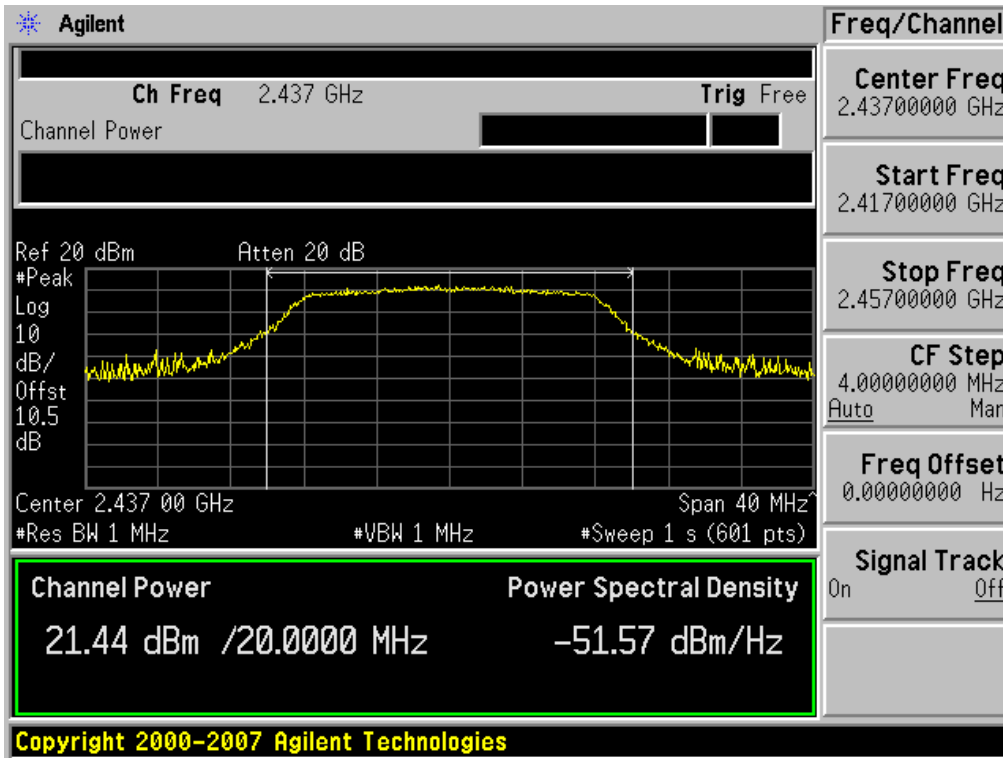 Agilent
Freq/Channel
Ch Freq 2.437 GHz
Trig Free
Channel Power
Center Freq
2.43700000 GHz
Start Freq
2.41700000 GHz
Stop Freq
2.45700000 GHz
CF Step
4.00000000 MHz
Auto Man
Freq Offset
0.00000000 Hz
Signal Track
On Off
Ref 20 dBm
Atten 20 dB
#Peak
Log
10
dB/
Offst
10.5
dB
Center 2.437 00 GHz
Span 40 MHz^
#Res BW 1 MHz
#VBW 1 MHz
#Sweep 1 s (601 pts)
Channel Power
Power Spectral Density
21.44 dBm /20.0000 MHz
-51.57 dBm/Hz
Copyright 2000-2007 Agilent Technologies